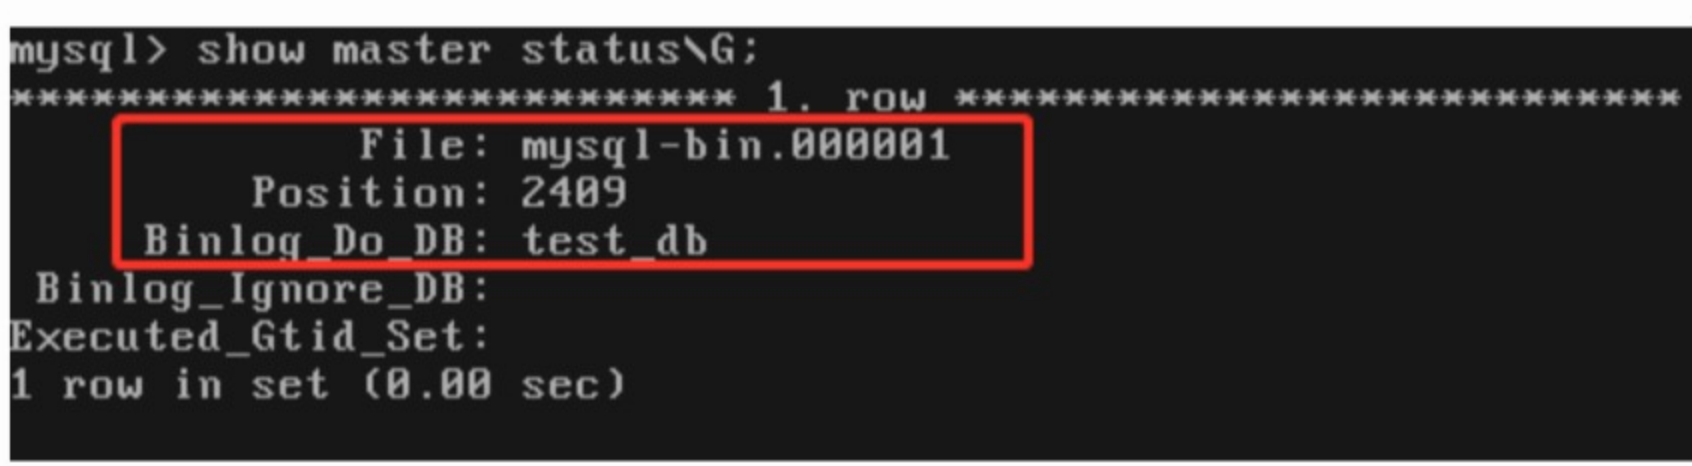 mysql> show master status\G;
*************************** 1. row ***************************
File: mysql-bin.000001
Position: 2409
Binlog_Do_DB: test_db
Binlog_Ignore_DB:
Executed_Gtid_Set:
1 row in set (0.00 sec)